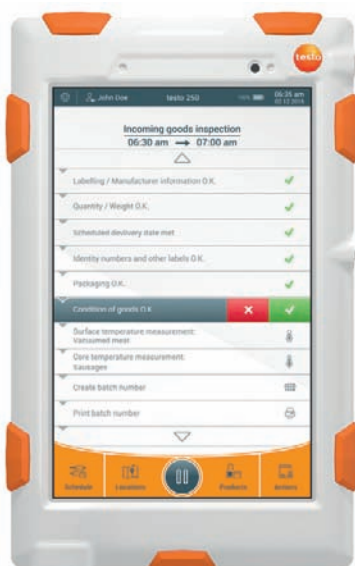 testo
John Doe
testo 250
100%
06:35 am
Incoming goods inspection
06:30 am → 07:00 am
Labelling / Manufacturer information O.K.
Quantity / Weight O.K.
Scheduled devlivery date met
Identity numbers and other labels O.K.
Packaging O.K.
Condition of goods O.K.
Surface temperature measurement:
Vacuumed meat
Core temperature measurement:
Sausages
Create batch number
Print batch number
Schedule
Locations
Products
Actions